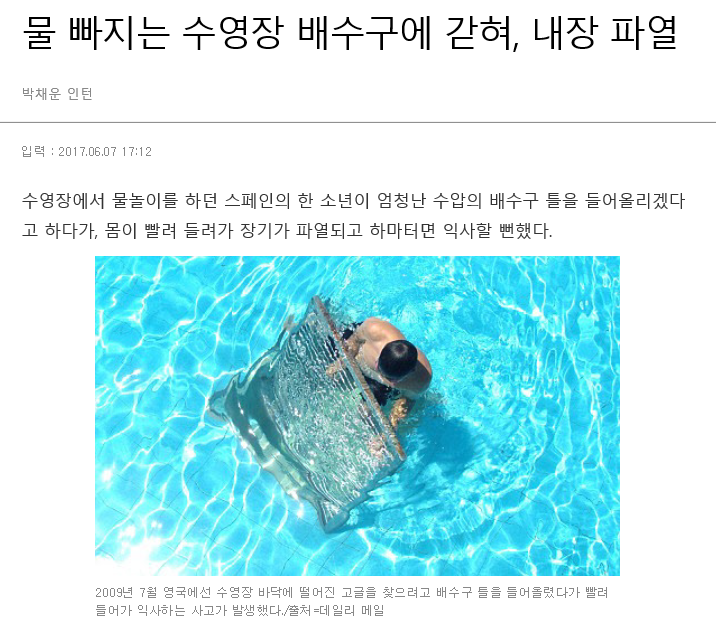 물 빠지는 수영장 배수구에 갇혀, 내장 파열
박채운 인턴
입력 : 2017.06.07 17:12
수영장에서 물놀이를 하던 스페인의 한 소년이 엄청난 수압의 배수구 틀을 들어올리겠다
고 하다가, 몸이 빨려 들려가 장기가 파열되고 하마터면 익사할 뻔했다.
2009년 7월 영국에선 수영장 바닥에 떨어진 고글을 찾으려고 배수구 틀을 들어올렸다가 빨려
들어가 익사하는 사고가 발생했다./출처=데일리 메일